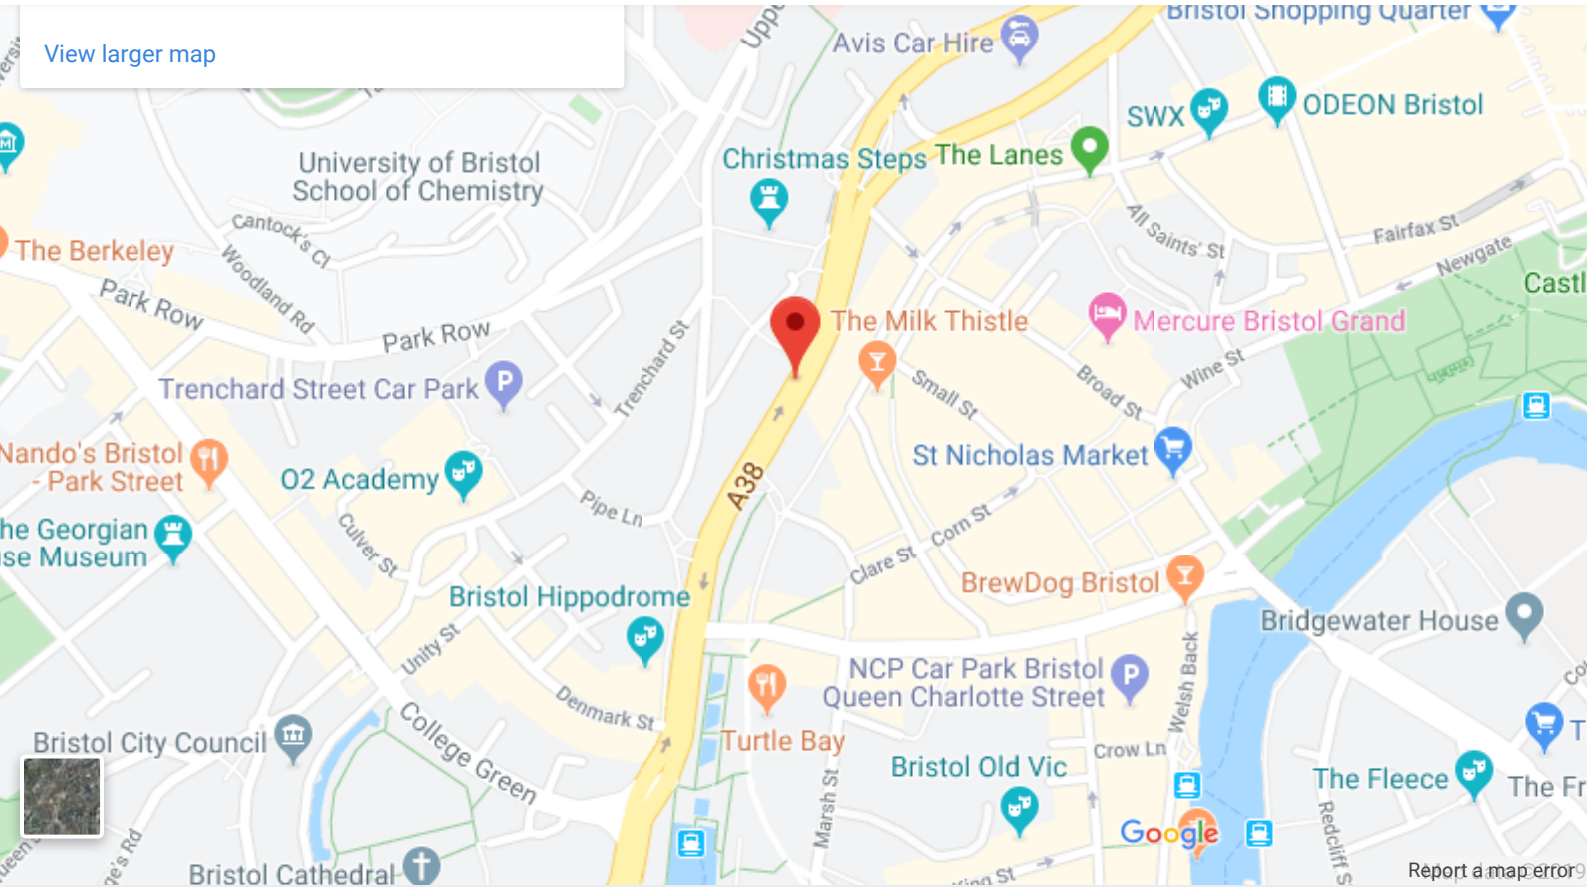 View larger map
Uppe
Bristol Shopping Quarter
Avis Car Hire
SWX
ODEON Bristol
University of Bristol
School of Chemistry
Christmas Steps
The Lanes
Cantock's Cl
All Saints' St
Fairfax St
Newgate
The Berkeley
Woodland Rd
Park Row
Park Row
Castl
The Milk Thistle
Mercure Bristol Grand
Trenchard St
Trenchard Street Car Park
Small St
Broad St
Wine St
Nando's Bristol
- Park Street
O2 Academy
St Nicholas Market
A38
Pipe Ln
Culver St
Corn St
Clare St
he Georgian
se Museum
Bristol Hippodrome
BrewDog Bristol
Bridgewater House
Unity St
NCP Car Park Bristol
Queen Charlotte Street
Welsh Back
Denmark St
College Green
Turtle Bay
Bristol City Council
Crow Ln
Bristol Old Vic
Marsh St
The Fleece
The Fr
Redcliff S
Google
King St
Bristol Cathedral
Report a map error